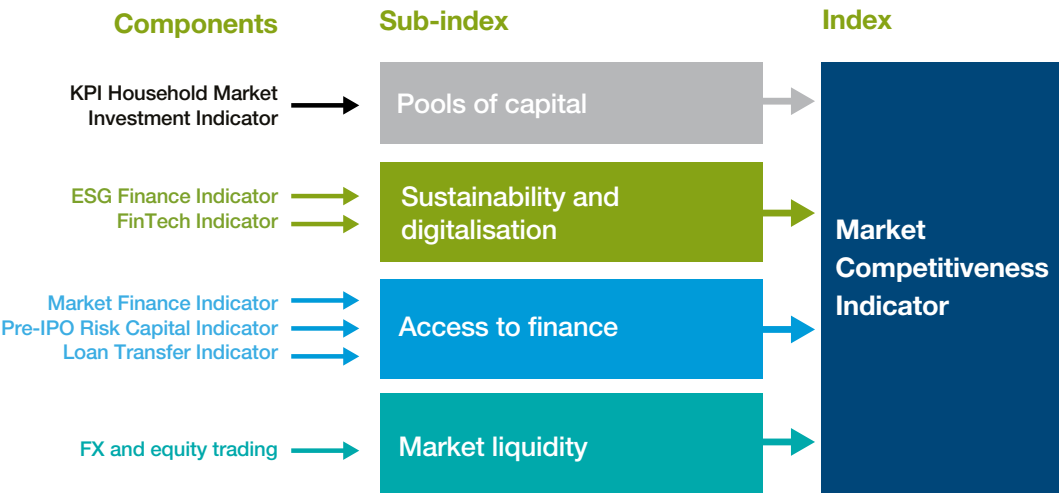 Components
Sub-index
Index
KPI Household Market
Investment Indicator
Pools of capital
ESG Finance Indicator
FinTech Indicator
Sustainability and
digitalisation
Market Finance Indicator
Pre-IPO Risk Capital Indicator
Loan Transfer Indicator
Access to finance
FX and equity trading
Market liquidity
Market
Competitiveness
Indicator